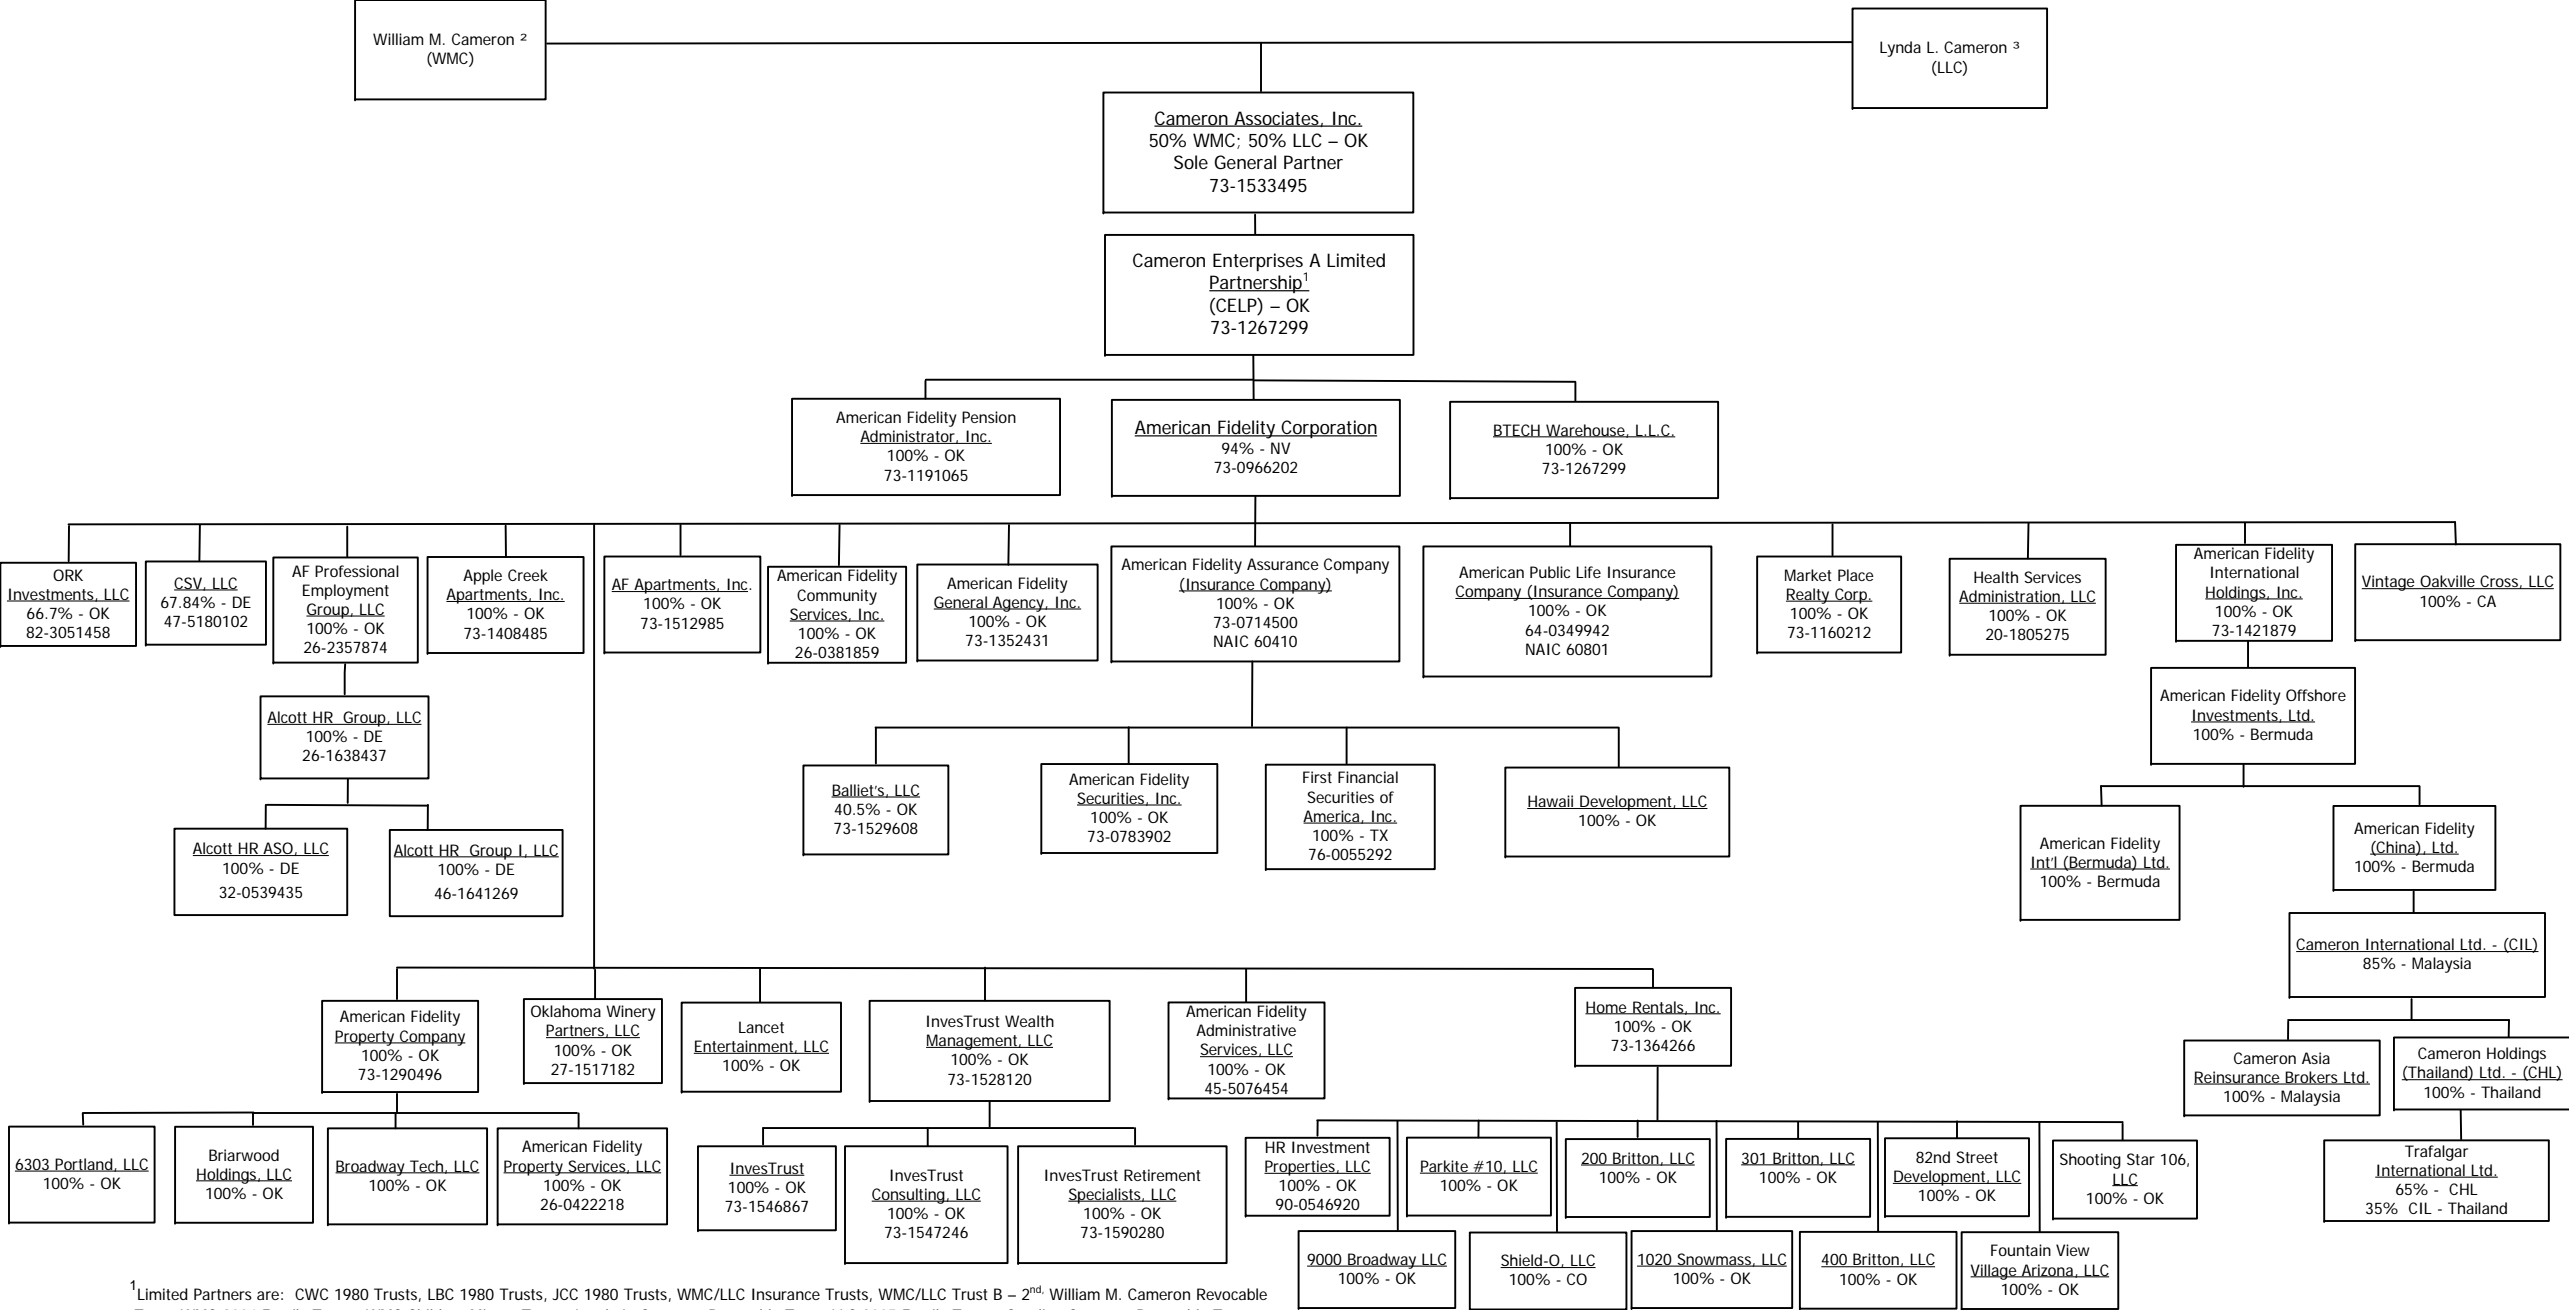 William M. Cameron ²
(WMC)
Lynda L. Cameron ³
(LLC)
Cameron Associates, Inc.
50% WMC; 50% LLC – OK
Sole General Partner
73-1533495
Cameron Enterprises A Limited
Partnership¹
(CELP) – OK
73-1267299
American Fidelity Pension
Administrator, Inc.
100% - OK
73-1191065
American Fidelity Corporation
94% - NV
73-0966202
BTECH Warehouse, L.L.C.
100% - OK
73-1267299
ORK
Investments, LLC
66.7% - OK
82-3051458
CSV, LLC
67.84% - DE
47-5180102
AF Professional
Employment
Group, LLC
100% - OK
26-2357874
Apple Creek
Apartments, Inc.
100% - OK
73-1408485
AF Apartments, Inc.
100% - OK
73-1512985
American Fidelity
Community
Services, Inc.
100% - OK
26-0381859
American Fidelity
General Agency, Inc.
100% - OK
73-1352431
American Fidelity Assurance Company
(Insurance Company)
100% - OK
73-0714500
NAIC 60410
American Public Life Insurance
Company (Insurance Company)
100% - OK
64-0349942
NAIC 60801
Market Place
Realty Corp.
100% - OK
73-1160212
Health Services
Administration, LLC
100% - OK
20-1805275
American Fidelity
International
Holdings, Inc.
100% - OK
73-1421879
Vintage Oakville Cross, LLC
100% - CA
Alcott HR Group, LLC
100% - DE
26-1638437
American Fidelity Offshore
Investments, Ltd.
100% - Bermuda
Alcott HR ASO, LLC
100% - DE
32-0539435
Alcott HR Group I, LLC
100% - DE
46-1641269
Balliet's, LLC
40.5% - OK
73-1529608
American Fidelity
Securities, Inc.
100% - OK
73-0783902
First Financial
Securities of
America, Inc.
100% - TX
76-0055292
Hawaii Development, LLC
100% - OK
American Fidelity
Int'l (Bermuda) Ltd.
100% - Bermuda
American Fidelity
(China), Ltd.
100% - Bermuda
Cameron International Ltd. - (CIL)
85% - Malaysia
American Fidelity
Property Company
100% - OK
73-1290496
Oklahoma Winery
Partners, LLC
100% - OK
27-1517182
Lancet
Entertainment, LLC
100% - OK
InvesTrust Wealth
Management, LLC
100% - OK
73-1528120
American Fidelity
Administrative
Services, LLC
100% - OK
45-5076454
Home Rentals, Inc.
100% - OK
73-1364266
Cameron Asia
Reinsurance Brokers Ltd.
100% - Malaysia
Cameron Holdings
(Thailand) Ltd. - (CHL)
100% - Thailand
6303 Portland, LLC
100% - OK
Briarwood
Holdings, LLC
100% - OK
Broadway Tech, LLC
100% - OK
American Fidelity
Property Services, LLC
100% - OK
26-0422218
InvesTrust
100% - OK
73-1546867
InvesTrust
Consulting, LLC
100% - OK
73-1547246
InvesTrust Retirement
Specialists, LLC
100% - OK
73-1590280
HR Investment
Properties, LLC
100% - OK
90-0546920
Parkite #10, LLC
100% - OK
200 Britton, LLC
100% - OK
301 Britton, LLC
100% - OK
82nd Street
Development, LLC
100% - OK
Shooting Star 106,
LLC
100% - OK
Trafalgar
International Ltd.
65% - CHL
35% CIL - Thailand
9000 Broadway LLC
100% - OK
Shield-O, LLC
100% - CO
1020 Snowmass, LLC
100% - OK
400 Britton, LLC
100% - OK
Fountain View
Village Arizona, LLC
100% - OK
¹Limited Partners are: CWC 1980 Trusts, LBC 1980 Trusts, JCC 1980 Trusts, WMC/LLC Insurance Trusts, WMC/LLC Trust B – 2nd, William M. Cameron Revocable